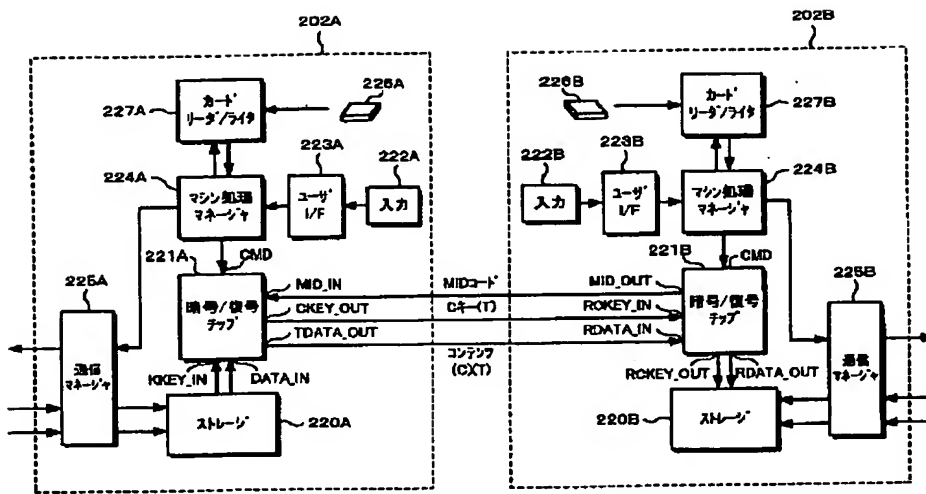 202A
202B
カード
リーダ/ライタ
227A
226A
223A
222A
224A
マシン処理
マネージャ
ユーザ
I/F
入力
221A
CMD
225A
暗号/復号
チップ
MID_IN
CKEY_OUT
TDATA_OUT
KKEY_IN
DATA_IN
通信
マネージャ
ストレージ
220A
MIDコード
Cキー(T)
コンテンツ
(C)(T)
226B
カード
リーダ/ライタ
227B
222B
223B
224B
入力
ユーザ
I/F
マシン処理
マネージャ
221B
CMD
225B
MID_OUT
RCKEY_IN
RDATA_IN
暗号/復号
チップ
RCKEY_OUT
RDATA_OUT
通信
マネージャ
ストレージ
220B